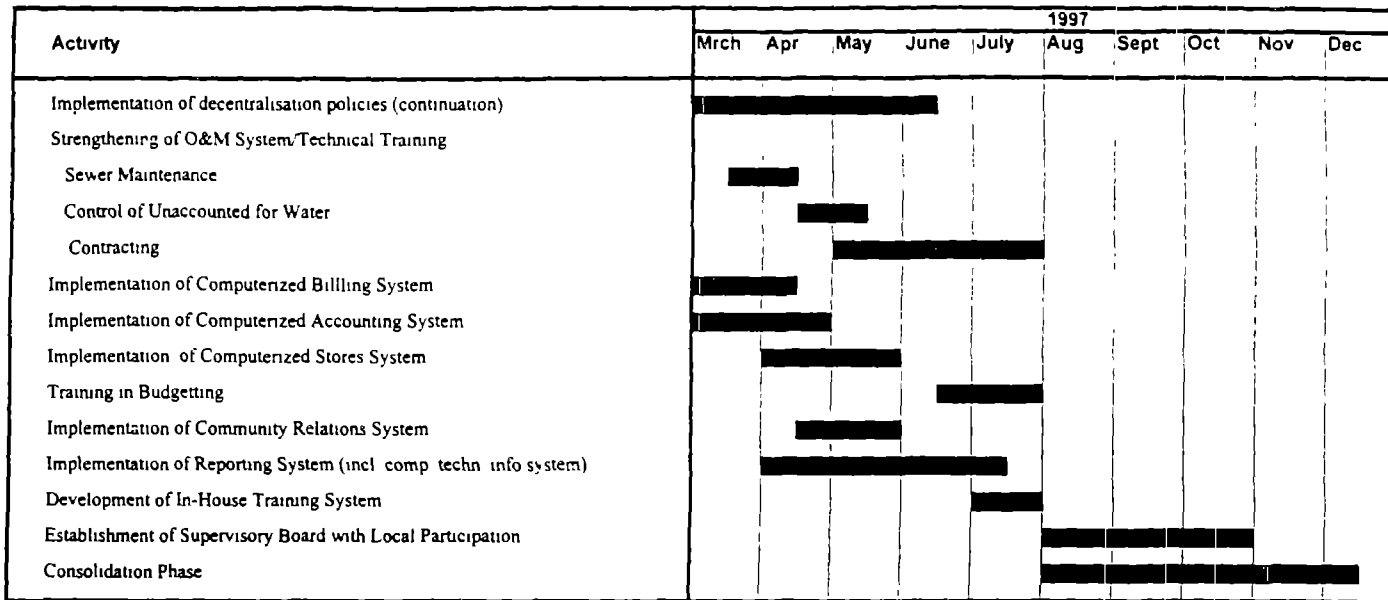 1997
Activity Mrch Apr May June July Aug Sept Oct Nov Dec
Implementation of decentralisation policies (continuation)
Strengthening of O&M System/Technical Training
Sewer Maintenance
Control of Unaccounted for Water
Contracting
Implementation of Computerized Billling System
Implementation of Computerized Accounting System
Implementation of Computerized Stores System
Training in Budgetting
Implementation of Community Relations System
Implementation of Reporting System (incl comp techn info system)
Development of In-House Training System
Establishment of Supervisory Board with Local Participation
Consolidation Phase